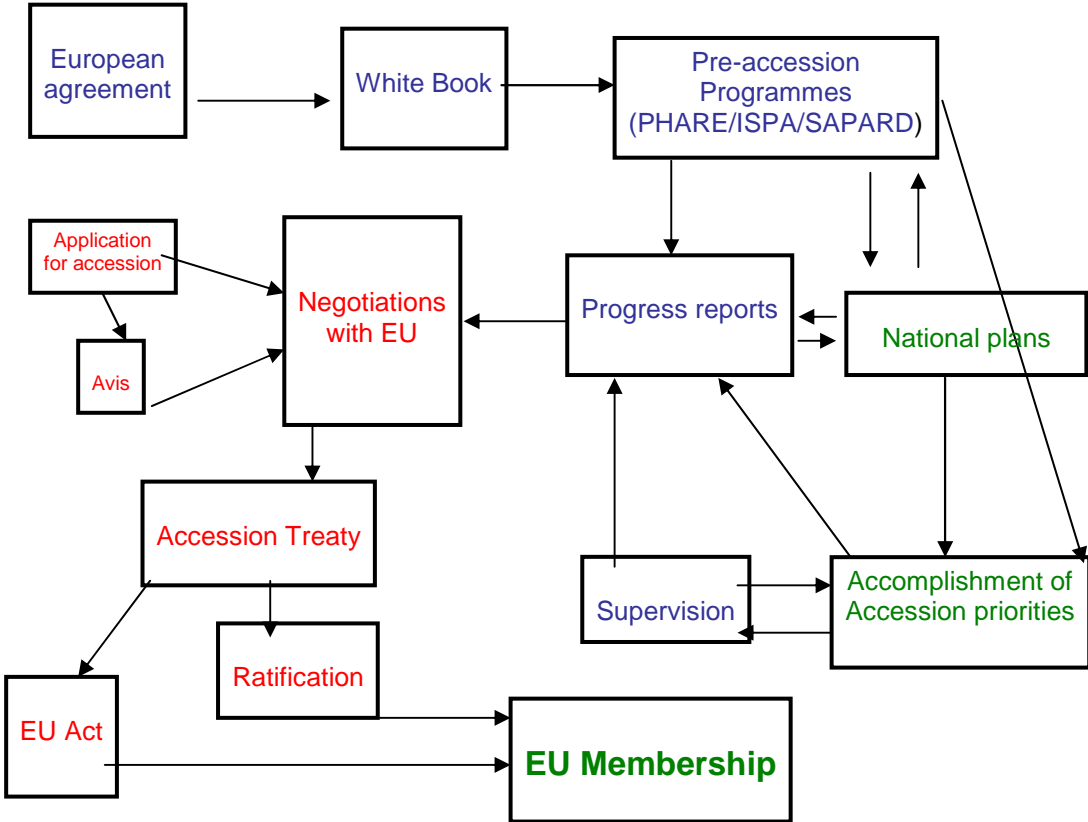 European
agreement
White Book
Pre-accession
Programmes
(PHARE/ISPA/SAPARD)
Application
for accession
Negotiations
with EU
Progress reports
National plans
Avis
Accession Treaty
Supervision
Accomplishment of
Accession priorities
Ratification
EU Act
EU Membership